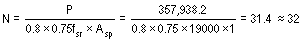 N = P / (0.8 × 0.75f_sr × A_sp) = 357,938.2 / (0.8 × 0.75 × 19000 × 1) = 31.4 ≈ 32